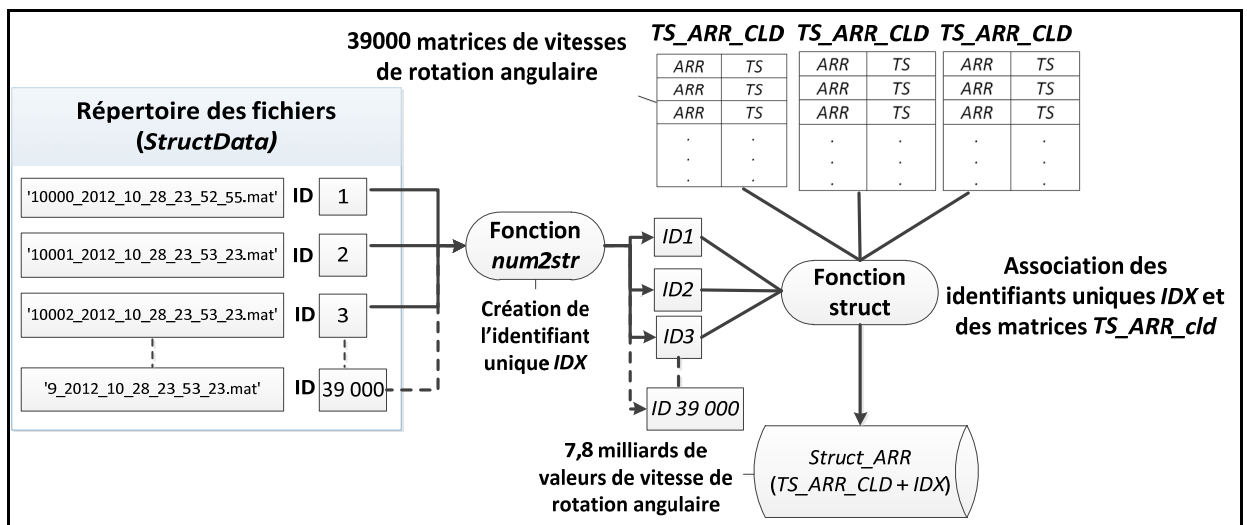 39000 matrices de vitesses
de rotation angulaire
TS_ARR_CLD TS_ARR_CLD TS_ARR_CLD
ARR TS ARR TS ARR TS
ARR TS ARR TS ARR TS
ARR TS ARR TS ARR TS
. . . . . .
. . . . . .
. . . . . .
Répertoire des fichiers
(StructData)
'10000_2012_10_28_23_52_55.mat' ID 1
'10001_2012_10_28_23_53_23.mat' ID 2
'10002_2012_10_28_23_53_23.mat' ID 3
'9_2012_10_28_23_53_23.mat' ID 39 000
Fonction
num2str
Création de
l'identifiant
unique IDX
ID1
ID2
ID3
ID 39 000
Fonction
struct
Association des
identifiants uniques IDX et
des matrices TS_ARR_cld
7,8 milliards de
valeurs de vitesse de
rotation angulaire
Struct_ARR
(TS_ARR_CLD + IDX)